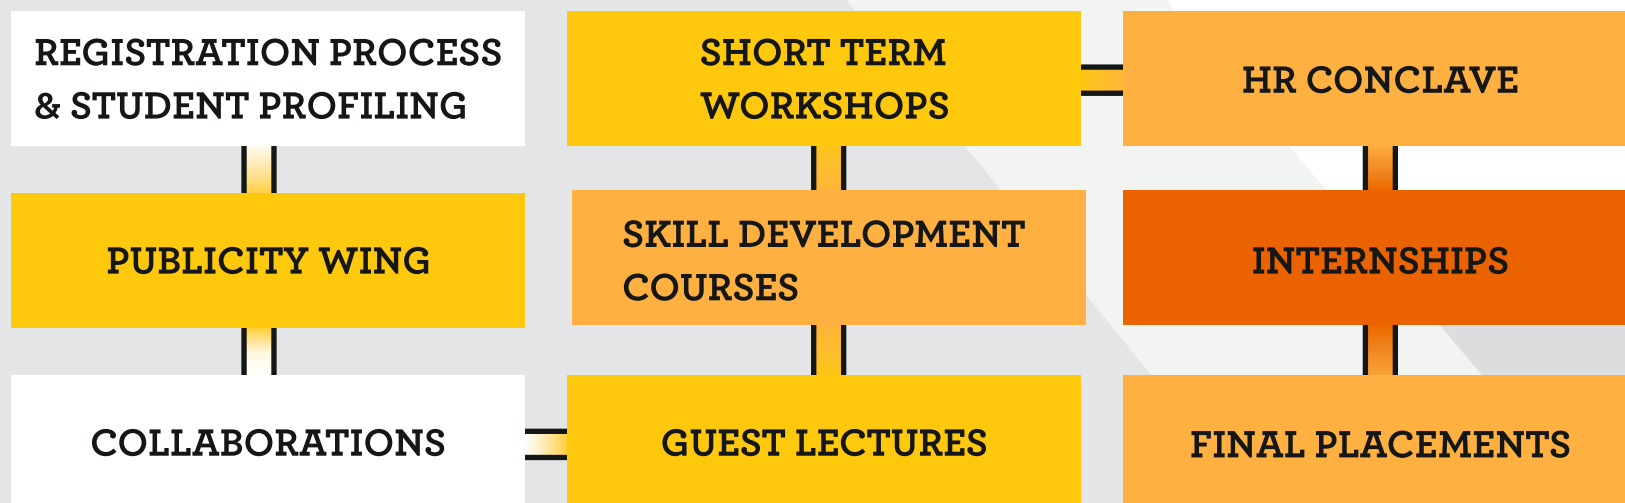 REGISTRATION PROCESS
& STUDENT PROFILING
PUBLICITY WING
COLLABORATIONS
SHORT TERM
WORKSHOPS
SKILL DEVELOPMENT
COURSES
GUEST LECTURES
HR CONCLAVE
INTERNSHIPS
FINAL PLACEMENTS